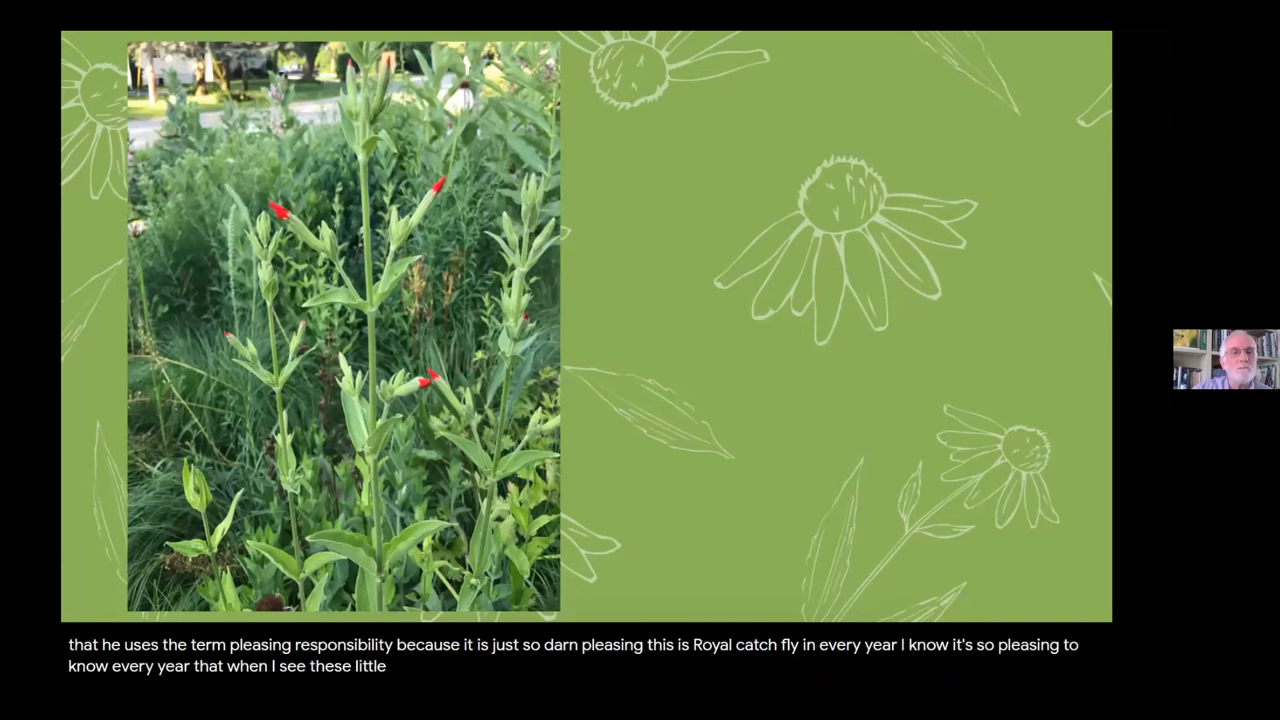 that he uses the term pleasing responsibility because it is just so darn pleasing this is Royal catch fly in every year I know it's so pleasing to
know every year that when I see these little